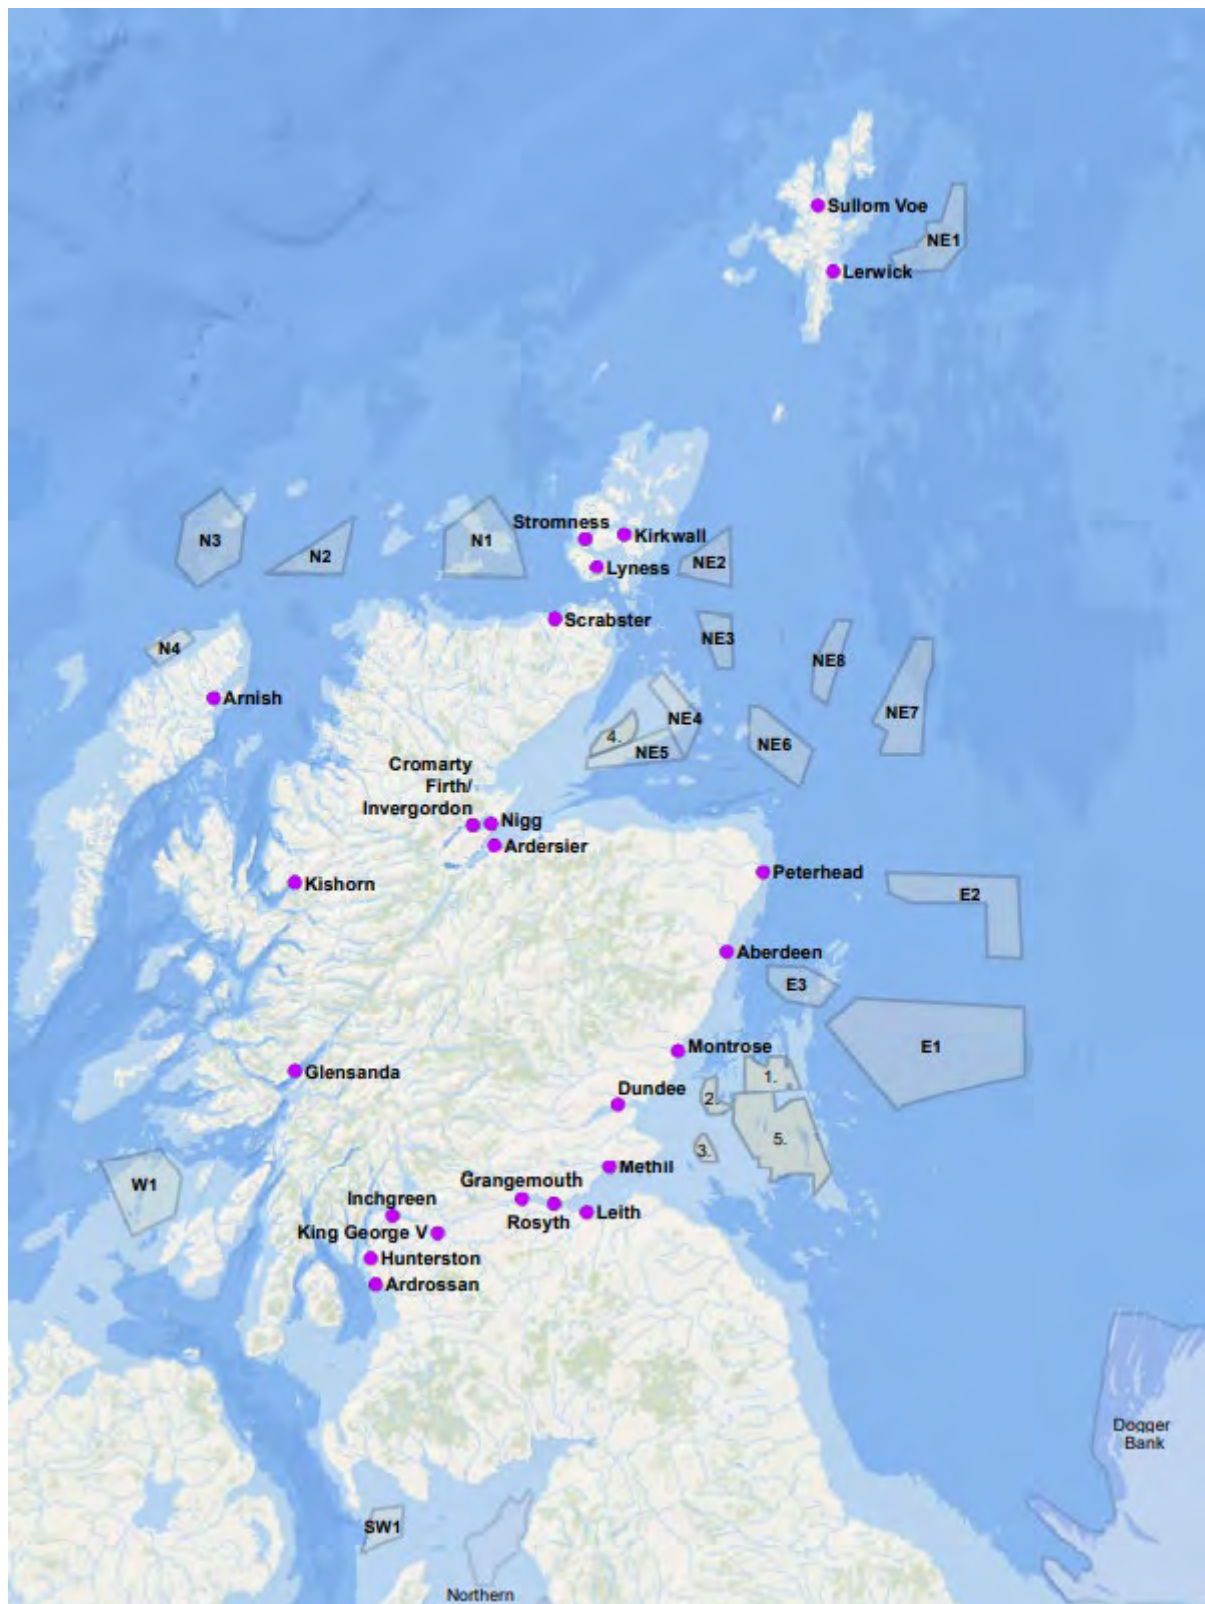 Sullom Voe
NE1
Lerwick
Stromness
Kirkwall
N3
N2
N1
NE2
Lyness
Scrabster
NE3
N4
NE8
Arnish
NE4
NE7
4.
NE5
NE6
Cromarty
Firth/
Invergordon
Nigg
Ardersier
Peterhead
Kishorn
E2
Aberdeen
E3
Montrose
E1
Glensanda
1.
Dundee
2.
5.
3.
Methil
W1
Grangemouth
Inchgreen
Rosyth
Leith
King George V
Hunterston
Ardrossan
Dogger
Bank
SW1
Northern